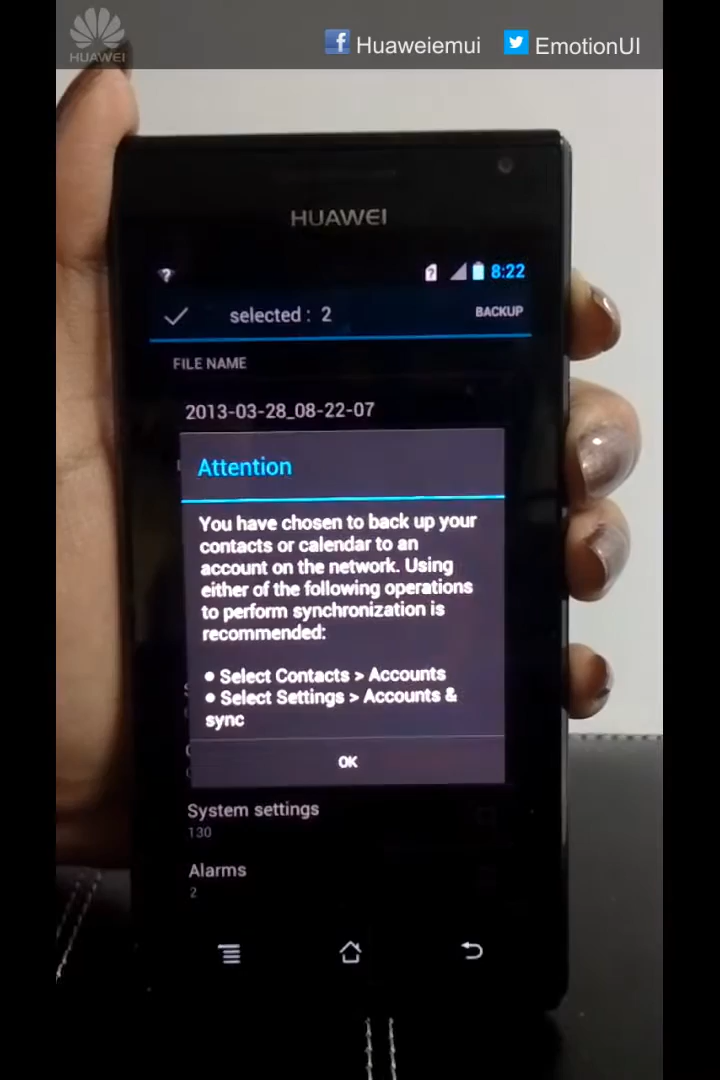 HUAWEI
Huaweiemui
EmotionUI
HUAWEI
8:22
selected : 2
BACKUP
FILE NAME
2013-03-28_08-22-07
Attention
You have chosen to back up your
contacts or calendar to an
account on the network. Using
either of the following operations
to perform synchronization is
recommended:
• Select Contacts > Accounts
• Select Settings > Accounts &
sync
OK
System settings
130
Alarms
2